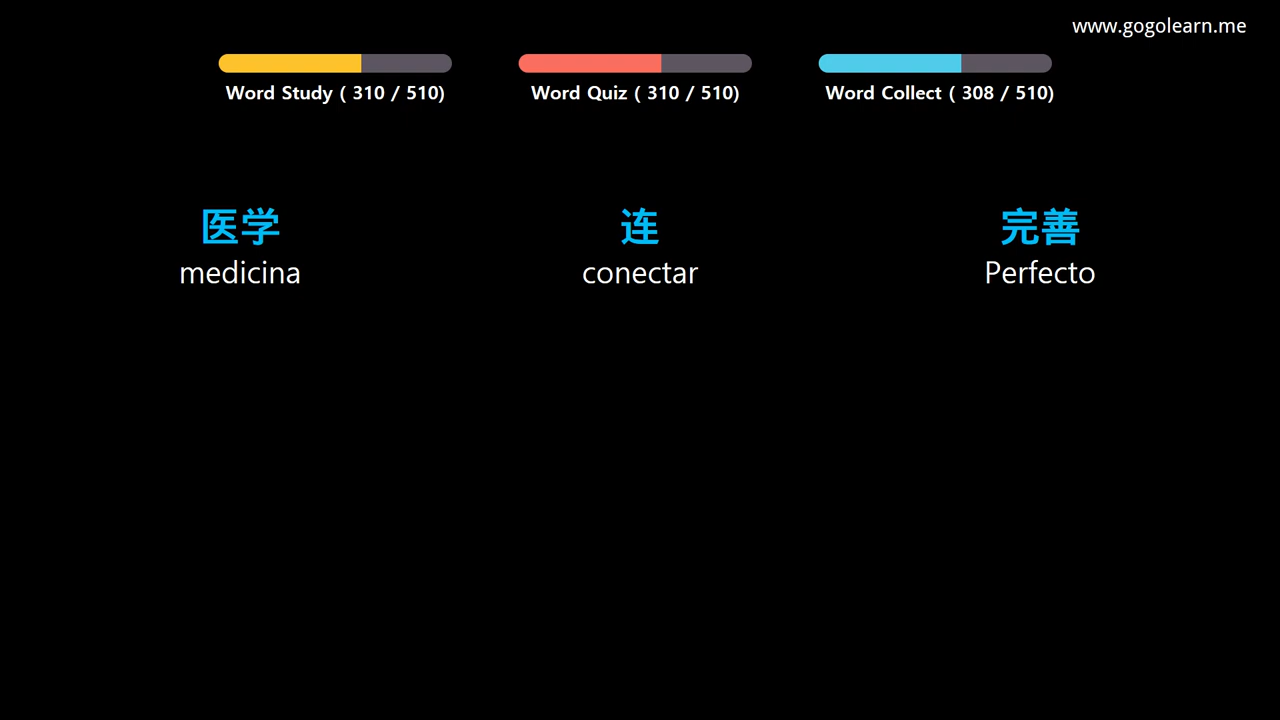 www.gogolearn.me
Word Study ( 310 / 510)
Word Quiz ( 310 / 510)
Word Collect ( 308 / 510)
医学
medicina
连
conectar
完善
Perfecto